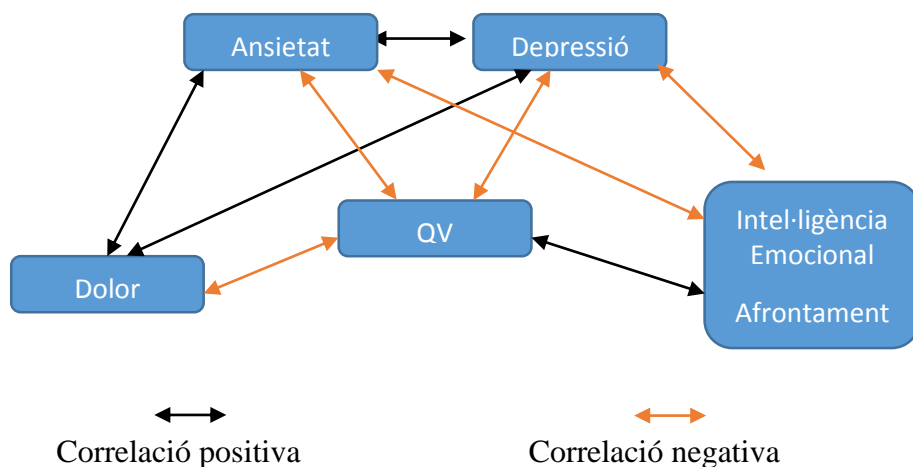 Ansietat
Depressió
Intel·ligència
Emocional
QV
Dolor
Afrontament
Correlació positiva
Correlació negativa